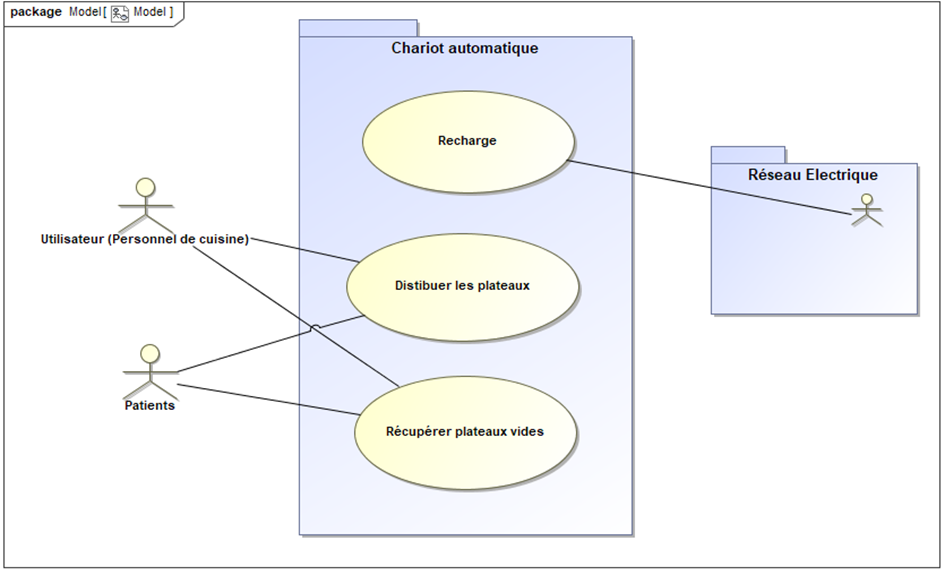 package Model[ Model ]
Chariot automatique
Recharge
Réseau Electrique
Utilisateur (Personnel de cuisine)
Distibuer les plateaux
Patients
Récupérer plateaux vides